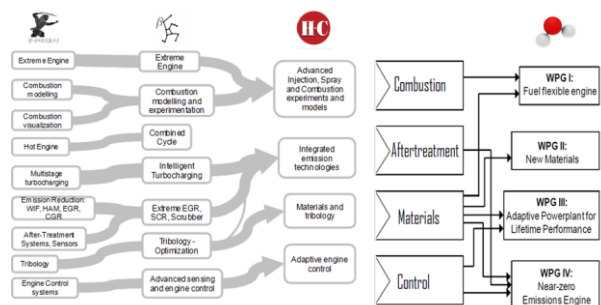 Extreme Engine
Combustion
modelling
Combustion
visualization
Hot Engine
Multistage
turbocharging
Emission Reduction:
WIF, HAM, EGR,
CGR
After-Treatment
Systems, Sensors
Tribology
Engine Control
systems
Extreme
Engine
Combustion
modelling and
experimentation
Combined
Cycle
Intelligent
Turbocharging
Extreme EGR,
SCR, Scrubber
Tribology -
Optimization
Advanced sensing
and engine control
H-C
Advanced
Injection, Spray
and Combustion
experiments and
models
Integrated
emission
technologies
Materials and
tribology
Adaptive engine
control
Combustion
Aftertreatment
Materials
Control
WPG I:
Fuel flexible engine
WPG II:
New Materials
WPG III:
Adaptive Powerplant for
Lifetime Performance
WPG IV:
Near-zero
Emissions Engine